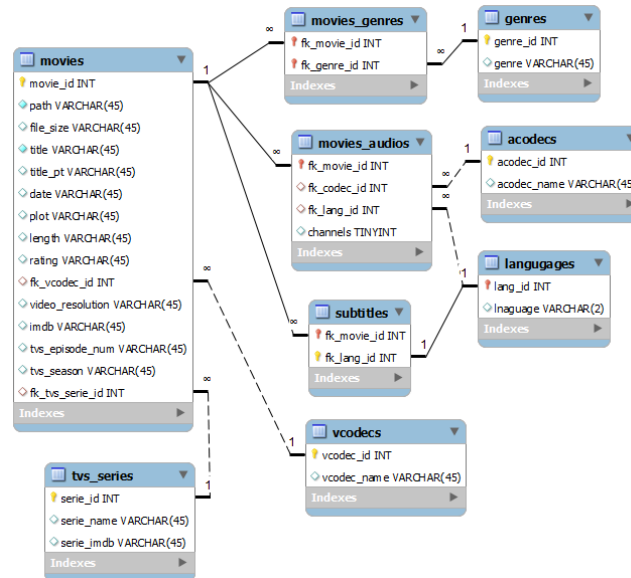 movies
movie_id INT
path VARCHAR(45)
file_size VARCHAR(45)
title VARCHAR(45)
title_pt VARCHAR(45)
date VARCHAR(45)
plot VARCHAR(45)
length VARCHAR(45)
rating VARCHAR(45)
fk_vcodec_id INT
video_resolution VARCHAR(45)
imdb VARCHAR(45)
tvs_episode_num VARCHAR(45)
tvs_season VARCHAR(45)
fk_tvs_serie_id INT
Indexes
1
∞
∞
movies_genres
fk_movie_id INT
fk_genre_id INT
Indexes
∞
∞
1
genres
genre_id INT
genre VARCHAR(45)
Indexes
movies_audios
fk_movie_id INT
fk_codec_id INT
fk_lang_id INT
channels TINYINT
Indexes
∞
∞
∞
1
acodecs
acodec_id INT
acodec_name VARCHAR(45
Indexes
1
langugages
lang_id INT
lnaguage VARCHAR(2)
Indexes
1
subtitles
fk_movie_id INT
fk_lang_id INT
Indexes
∞
1
vcodecs
vcodec_id INT
vcodec_name VARCHAR(45)
Indexes
1
tvs_series
serie_id INT
serie_name VARCHAR(45)
serie_imdb VARCHAR(45)
Indexes
1